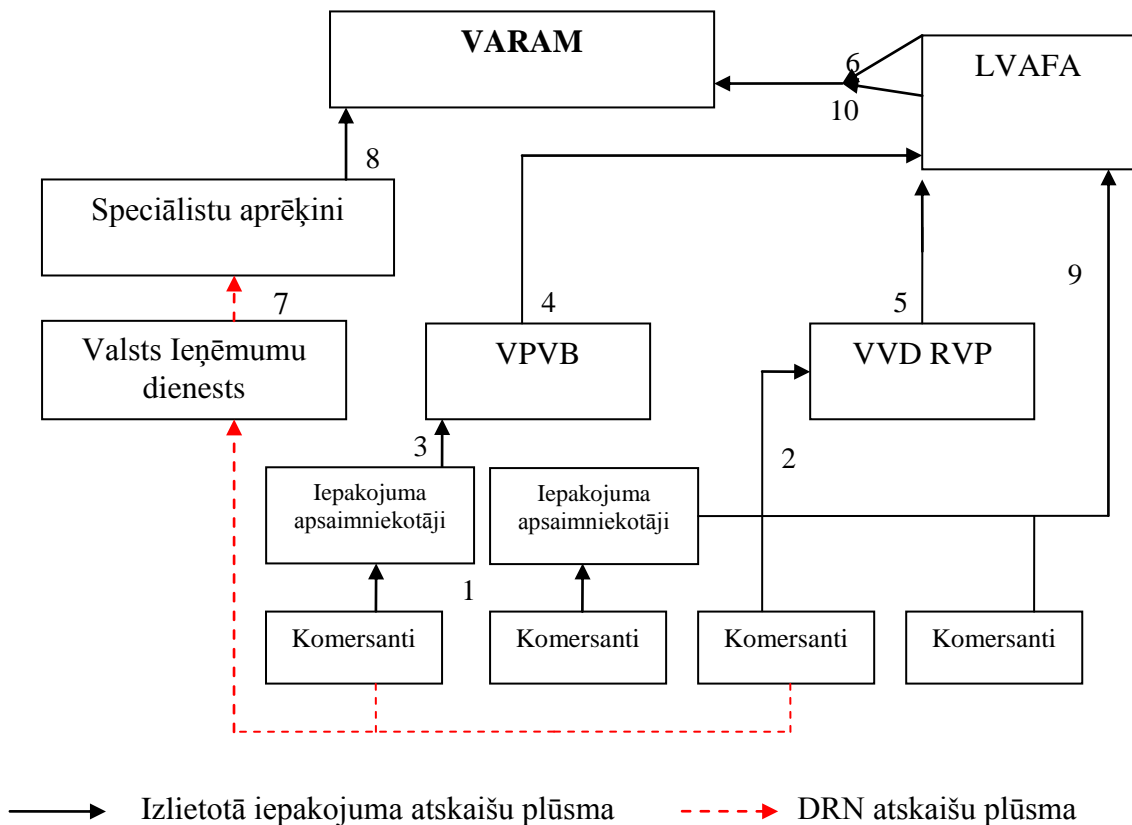 VARAM
LVAFA
6
10
8
Speciālistu aprēķini
9
7
4
5
Valsts Ieņēmumu
dienests
VPVB
VVD RVP
3
2
Iepakojuma
apsaimniekotāji
Iepakojuma
apsaimniekotāji
1
Komersanti
Komersanti
Komersanti
Komersanti
Izlietotā iepakojuma atskaišu plūsma
DRN atskaišu plūsma